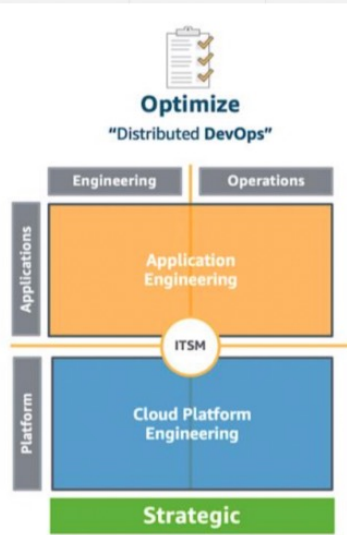 Optimize
“Distributed DevOps”
Engineering
Operations
Applications
Application
Engineering
ITSM
Platform
Cloud Platform
Engineering
Strategic